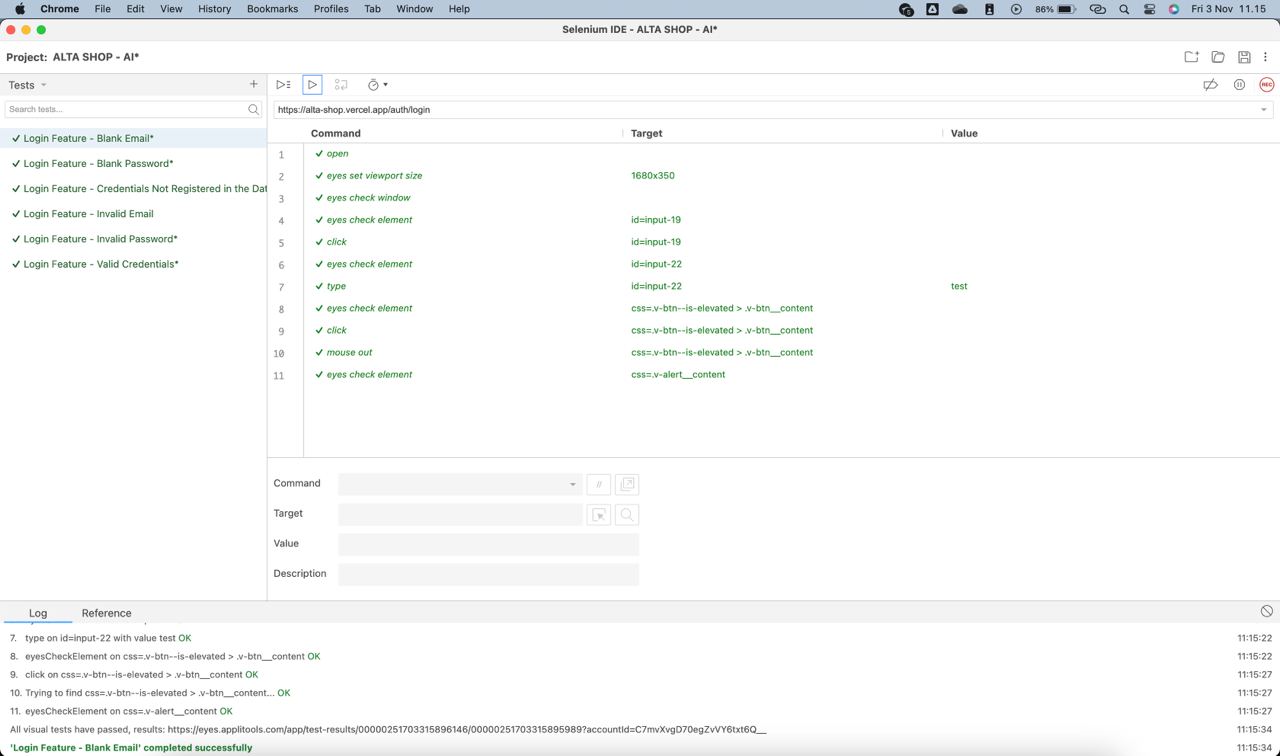 Chrome File Edit View History Bookmarks Profiles Tab Window Help 5 86% Fri 3 Nov 11.15
Selenium IDE - ALTA SHOP - AI*
Project: ALTA SHOP - AI*
Tests
Search tests...
Login Feature - Blank Email*
Login Feature - Blank Password*
Login Feature - Credentials Not Registered in the Dat
Login Feature - Invalid Email
Login Feature - Invalid Password*
Login Feature - Valid Credentials*
REC
https://alta-shop.vercel.app/auth/login
Command Target Value
1 open
2 eyes set viewport size 1680x350
3 eyes check window
4 eyes check element id=input-19
5 click id=input-19
6 eyes check element id=input-22
7 type id=input-22 test
8 eyes check element css=.v-btn--is-elevated > .v-btn__content
9 click css=.v-btn--is-elevated > .v-btn__content
10 mouse out css=.v-btn--is-elevated > .v-btn__content
11 eyes check element css=.v-alert__content
Command //
Target
Value
Description
Log Reference
7. type on id=input-22 with value test OK 11:15:22
8. eyesCheckElement on css=.v-btn--is-elevated > .v-btn__content OK 11:15:22
9. click on css=.v-btn--is-elevated > .v-btn__content OK 11:15:27
10. Trying to find css=.v-btn--is-elevated > .v-btn__content... OK 11:15:27
11. eyesCheckElement on css=.v-alert__content OK 11:15:27
All visual tests have passed, results: https://eyes.applitools.com/app/test-results/00000251703315896146/00000251703315895989?accountId=C7mvXvgD70egZvVY6txt6Q__ 11:15:34
'Login Feature - Blank Email' completed successfully 11:15:34